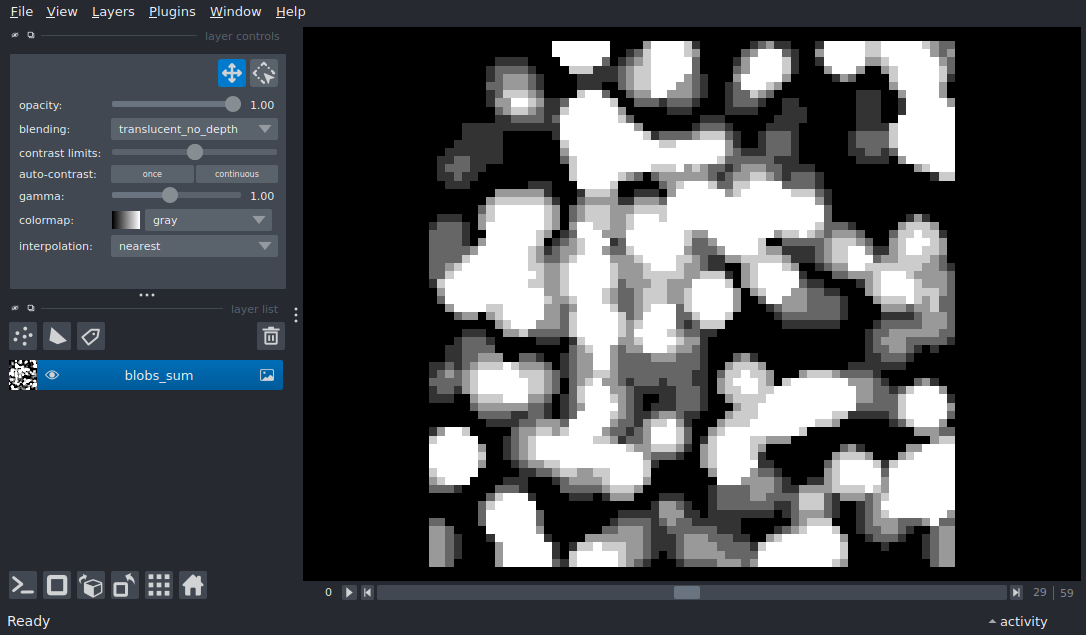 File View Layers Plugins Window Help
layer controls
opacity: 1.00
blending: translucent_no_depth
contrast limits:
auto-contrast: once continuous
gamma: 1.00
colormap: gray
interpolation: nearest
layer list
blobs_sum
0 29 59
Ready activity